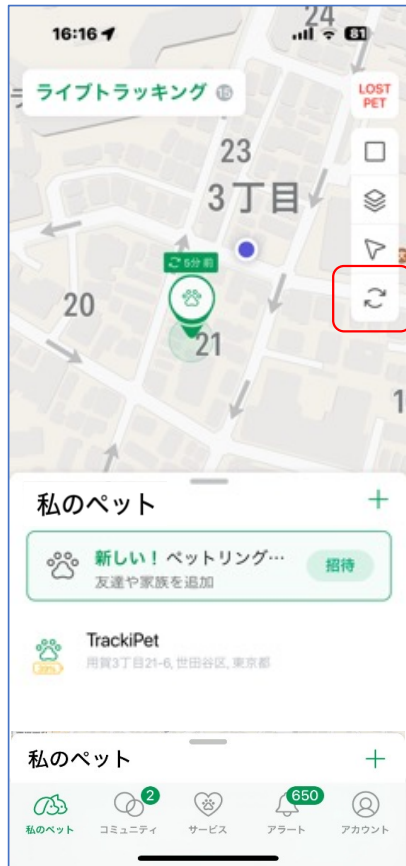 24
16:16
81
ライブトラッキング 15
LOST
PET
23
3丁目
5分前
20
21
1
私のペット
+
新しい！ペットリング…
招待
友達や家族を追加
TrackiPet
39%
用賀3丁目21-6, 世田谷区, 東京都
私のペット
+
2
650
私のペット
コミュニティ
サービス
アラート
アカウント